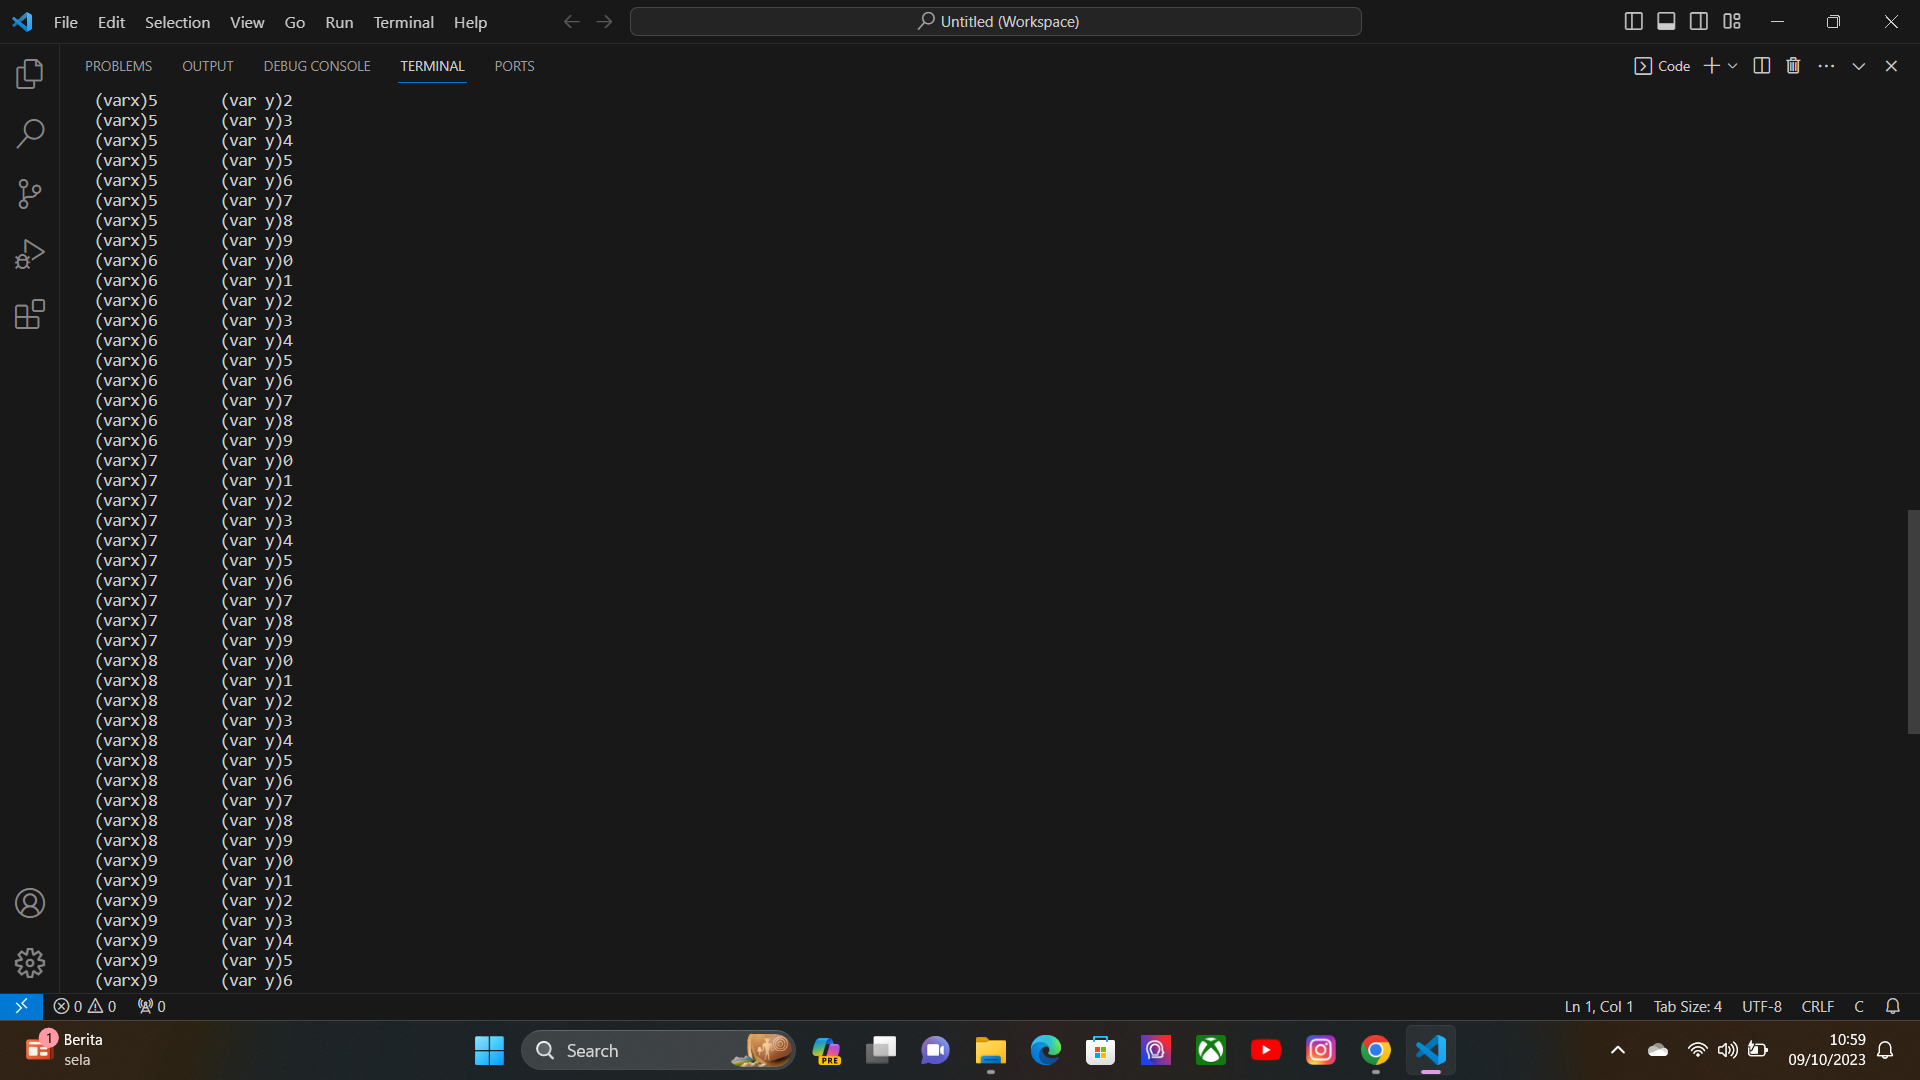 File Edit Selection View Go Run Terminal Help
Untitled (Workspace)
PROBLEMS OUTPUT DEBUG CONSOLE TERMINAL PORTS
Code
(varx)5 (var y)2
(varx)5 (var y)3
(varx)5 (var y)4
(varx)5 (var y)5
(varx)5 (var y)6
(varx)5 (var y)7
(varx)5 (var y)8
(varx)5 (var y)9
(varx)6 (var y)0
(varx)6 (var y)1
(varx)6 (var y)2
(varx)6 (var y)3
(varx)6 (var y)4
(varx)6 (var y)5
(varx)6 (var y)6
(varx)6 (var y)7
(varx)6 (var y)8
(varx)6 (var y)9
(varx)7 (var y)0
(varx)7 (var y)1
(varx)7 (var y)2
(varx)7 (var y)3
(varx)7 (var y)4
(varx)7 (var y)5
(varx)7 (var y)6
(varx)7 (var y)7
(varx)7 (var y)8
(varx)7 (var y)9
(varx)8 (var y)0
(varx)8 (var y)1
(varx)8 (var y)2
(varx)8 (var y)3
(varx)8 (var y)4
(varx)8 (var y)5
(varx)8 (var y)6
(varx)8 (var y)7
(varx)8 (var y)8
(varx)8 (var y)9
(varx)9 (var y)0
(varx)9 (var y)1
(varx)9 (var y)2
(varx)9 (var y)3
(varx)9 (var y)4
(varx)9 (var y)5
(varx)9 (var y)6
0 0 0 Ln 1, Col 1 Tab Size: 4 UTF-8 CRLF C
1 Berita
sela
Search
PRE
10:59
09/10/2023